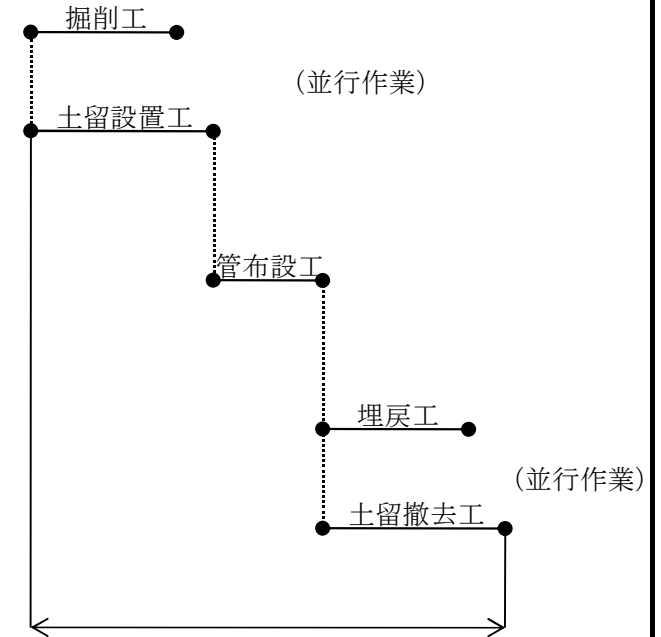 掘削工
（並行作業）
土留設置工
管布設工
埋戻工
（並行作業）
土留撤去工